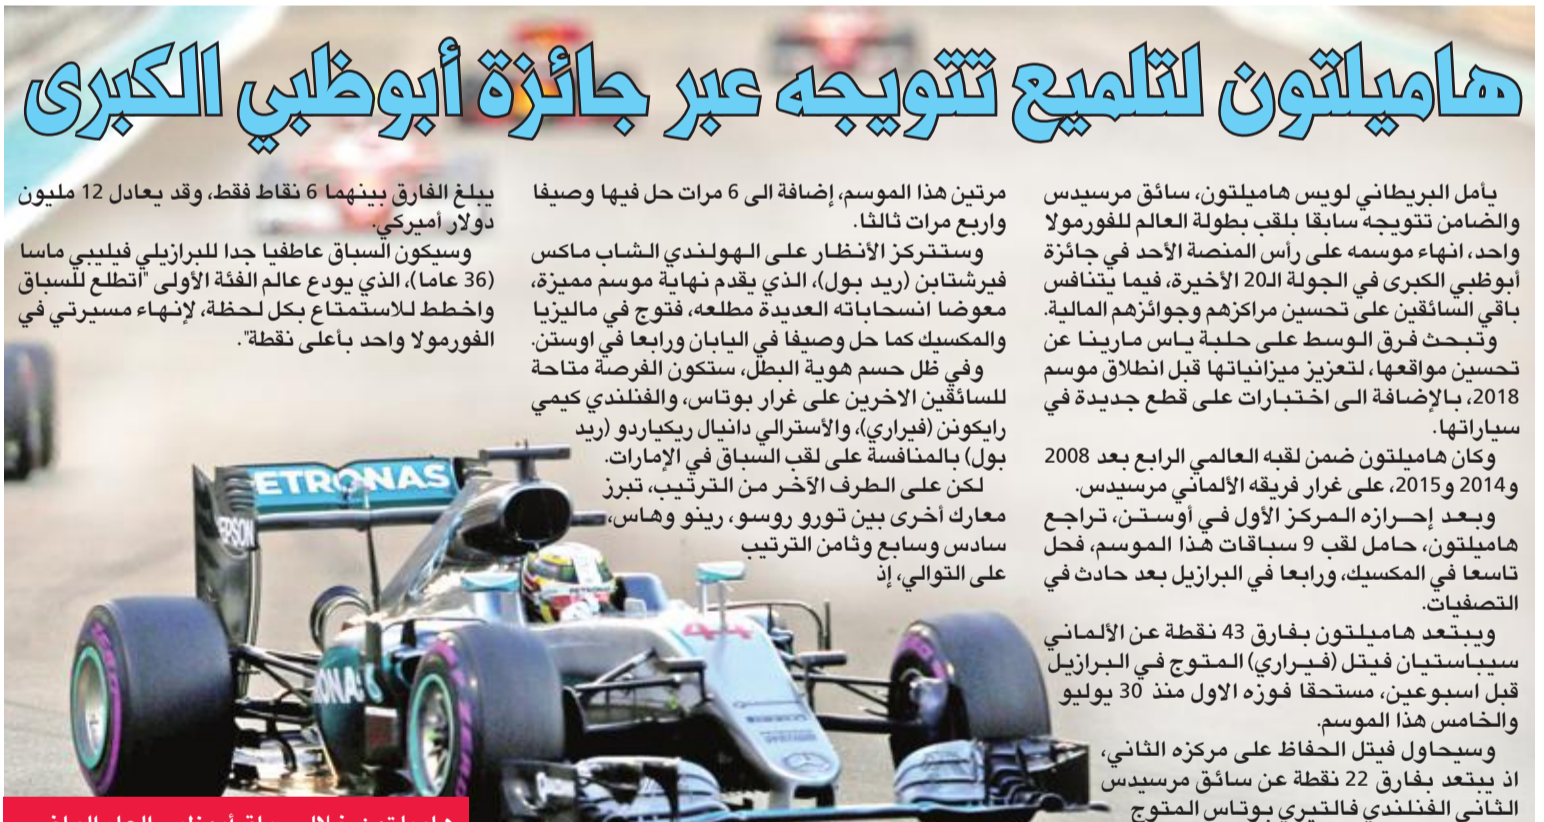 هاميلتون لتلميع تتويجه عبر جائزة أبوظبي الكبرى
يأمل البريطاني لويس هاميلتون، سائق مرسيدس
والضامن تتويجه سابقا بلقب بطولة العالم للفورمولا
واحد، انهاء موسمه على رأس المنصة الأحد في جائزة
أبوظبي الكبرى في الجولة الـ20 الأخيرة، فيما يتنافس
باقي السائقين على تحسين مراكزهم وجوائزهم المالية.
وتبحث فرق الوسط على حلبة ياس مارينا عن
تحسين مواقعها، لتعزيز ميزانياتها قبل انطلاق موسم
2018، بالإضافة الى اختبارات على قطع جديدة في
سياراتها.
وكان هاميلتون ضمن لقبه العالمي الرابع بعد 2008
و2014 و2015، على غرار فريقه الألماني مرسيدس.
وبعد إحرازه المركز الأول في أوستن، تراجع
هاميلتون، حامل لقب 9 سباقات هذا الموسم، فحل
تاسعا في المكسيك، ورابعا في البرازيل بعد حادث في
التصفيات.
ويبتعد هاميلتون بفارق 43 نقطة عن الألماني
سيباستيان فيتل (فيراري) المتوج في البرازيل
قبل اسبوعين، مستحقا فوزه الاول منذ 30 يوليو
والخامس هذا الموسم.
وسيحاول فيتل الحفاظ على مركزه الثاني،
اذ يبتعد بفارق 22 نقطة عن سائق مرسيدس
الثاني الفنلندي فالتيري بوتاس المتوج
مرتين هذا الموسم، إضافة الى 6 مرات حل فيها وصيفا
واربع مرات ثالثا.
وستتركز الأنظار على الهولندي الشاب ماكس
فيرشتابن (ريد بول)، الذي يقدم نهاية موسم مميزة،
معوضا انسحاباته العديدة مطلعه، فتوج في ماليزيا
والمكسيك كما حل وصيفا في اليابان ورابعا في اوستن.
وفي ظل حسم هوية البطل، ستكون الفرصة متاحة
للسائقين الاخرين على غرار بوتاس، والفنلندي كيمي
رايكونن (فيراري)، والأسترالي دانيال ريكياردو (ريد
بول) بالمنافسة على لقب السباق في الإمارات.
لكن على الطرف الآخر من الترتيب، تبرز
معارك أخرى بين تورو روسو، رينو وهاس،
سادس وسابع وثامن الترتيب
على التوالي، إذ
يبلغ الفارق بينهما 6 نقاط فقط، وقد يعادل 12 مليون
دولار أميركي.
وسيكون السباق عاطفيا جدا للبرازيلي فيليبي ماسا
(36 عاما)، الذي يودع عالم الفئة الأولى "اتطلع للسباق
واخطط للاستمتاع بكل لحظة، لإنهاء مسيرتي في
الفورمولا واحد بأعلى نقطة".
PETRONAS
EPSON
44